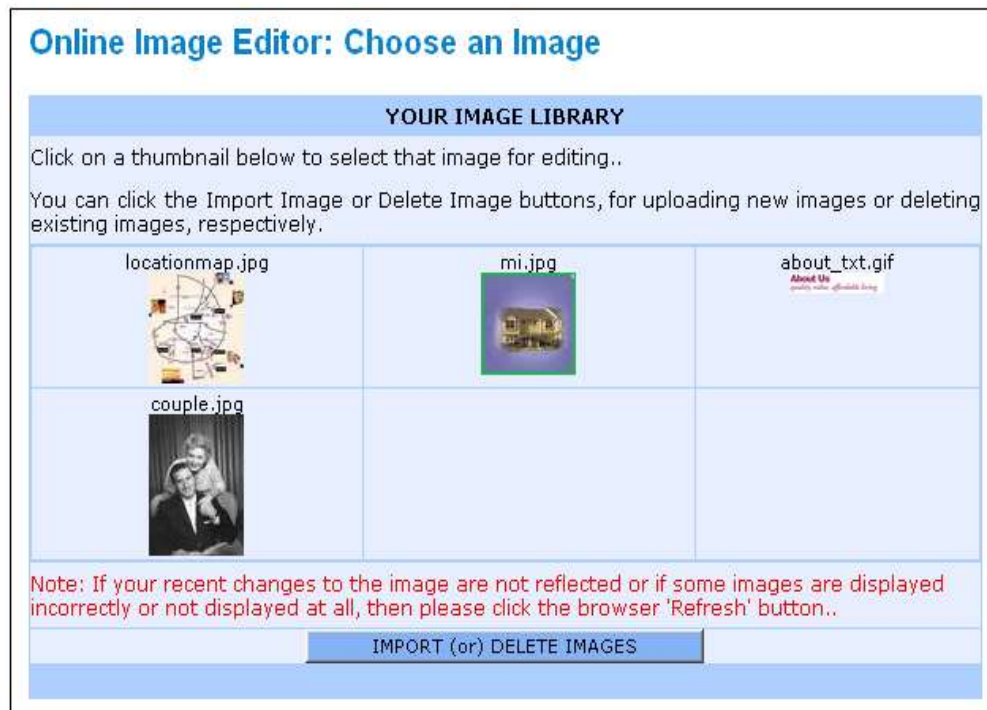 Online Image Editor: Choose an Image
YOUR IMAGE LIBRARY
Click on a thumbnail below to select that image for editing..
You can click the Import Image or Delete Image buttons, for uploading new images or deleting
existing images, respectively.
locationmap.jpg
mi.jpg
about_txt.gif
About Us
quality value affordable living
couple.jpg
Note: If your recent changes to the image are not reflected or if some images are displayed
incorrectly or not displayed at all, then please click the browser 'Refresh' button..
IMPORT (or) DELETE IMAGES